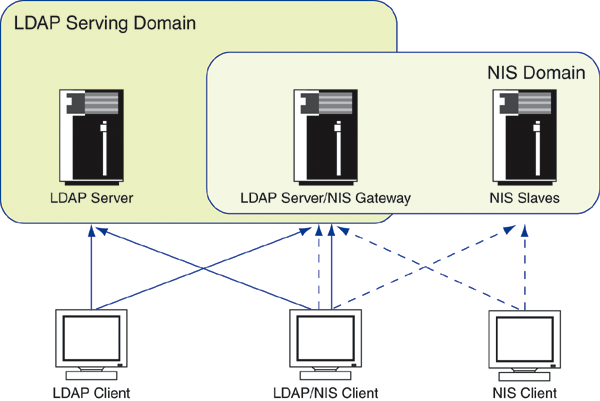 LDAP Serving Domain
NIS Domain
LDAP Server
LDAP Server/NIS Gateway
NIS Slaves
LDAP Client
LDAP/NIS Client
NIS Client